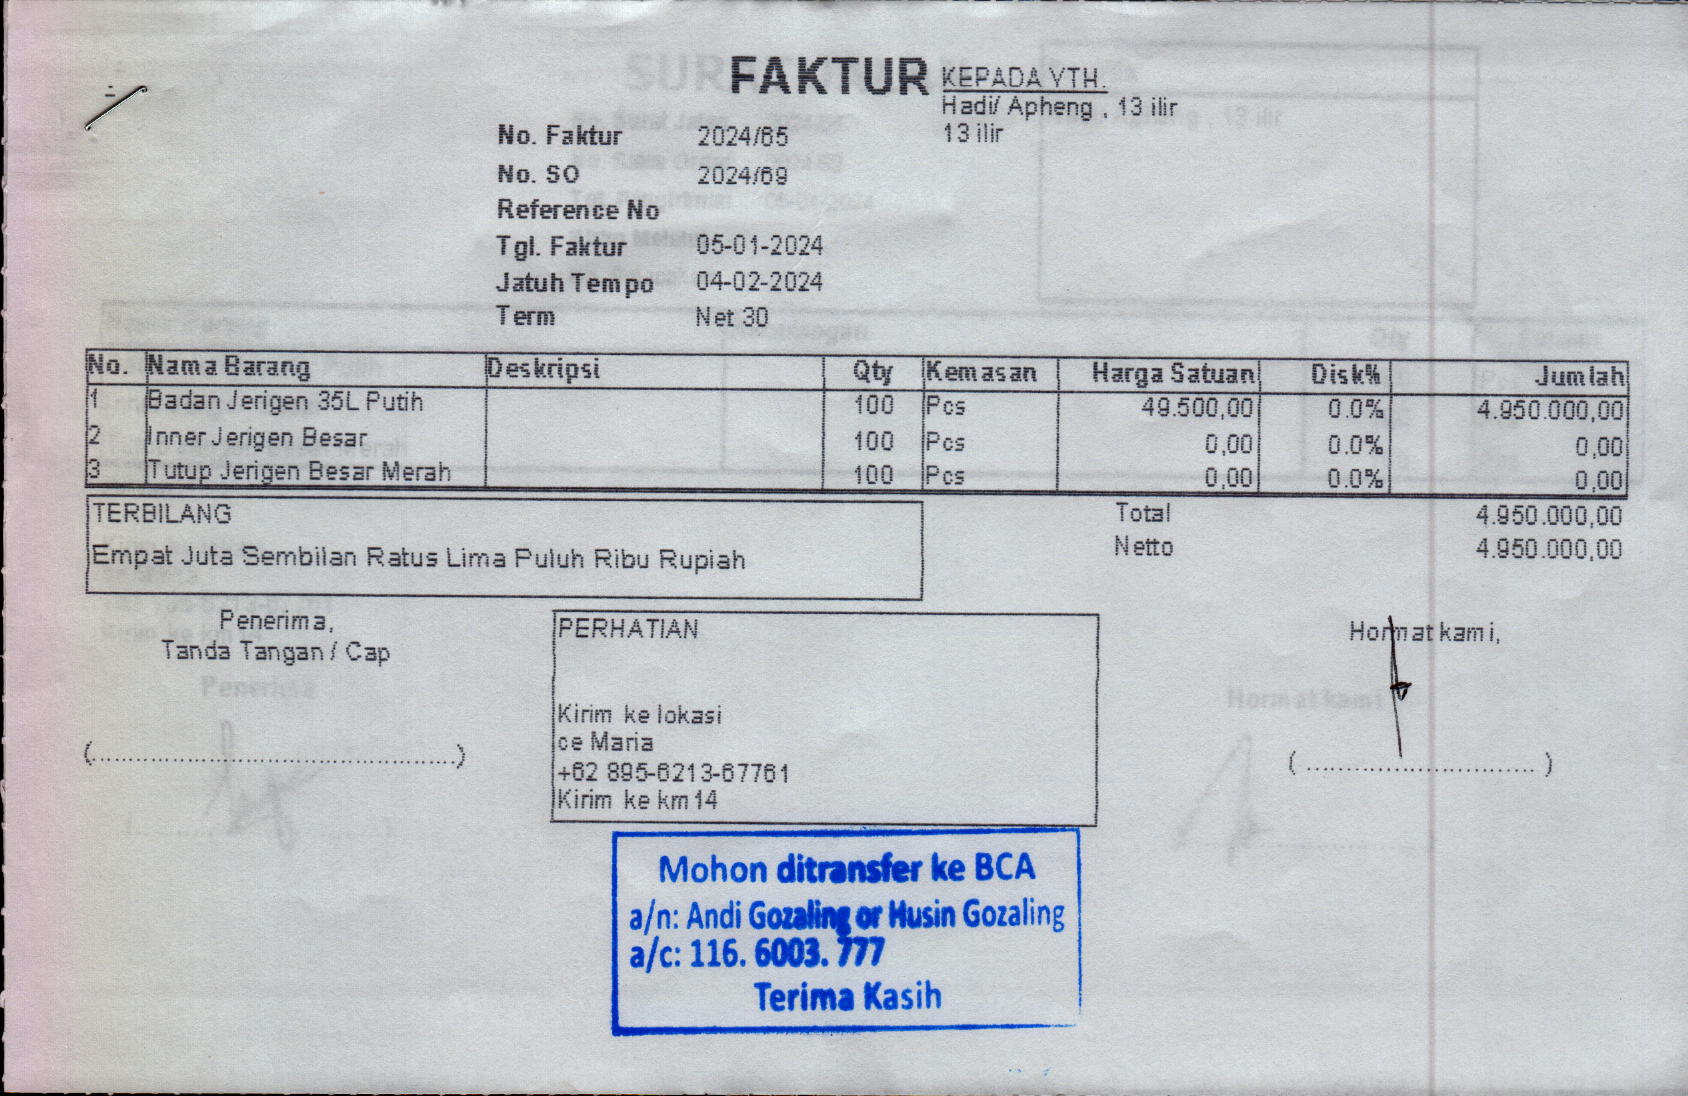 FAKTUR
KEPADA YTH.
Hadi/ Apheng , 13 ilir
13 ilir
No. Faktur 2024/65
No. SO 2024/69
Reference No
Tgl. Faktur 05-01-2024
Jatuh Tempo 04-02-2024
Term Net 30
No. Nama Barang Deskripsi Qty Kemasan Harga Satuan Disk% Jumlah
1 Badan Jerigen 35L Putih 100 Pcs 49.500,00 0.0% 4.950.000,00
2 Inner Jerigen Besar 100 Pcs 0,00 0.0% 0,00
3 Tutup Jerigen Besar Merah 100 Pcs 0,00 0.0% 0,00
TERBILANG
Empat Juta Sembilan Ratus Lima Puluh Ribu Rupiah
Total 4.950.000,00
Netto 4.950.000,00
Penerima,
Tanda Tangan / Cap
(..........................................)
PERHATIAN
Kirim ke lokasi
ce Maria
+62 895-6213-67761
Kirim ke km14
Hormat kami,
( ............................ )
Mohon ditransfer ke BCA
a/n: Andi Gozaling or Husin Gozaling
a/c: 116. 6003. 777
Terima Kasih